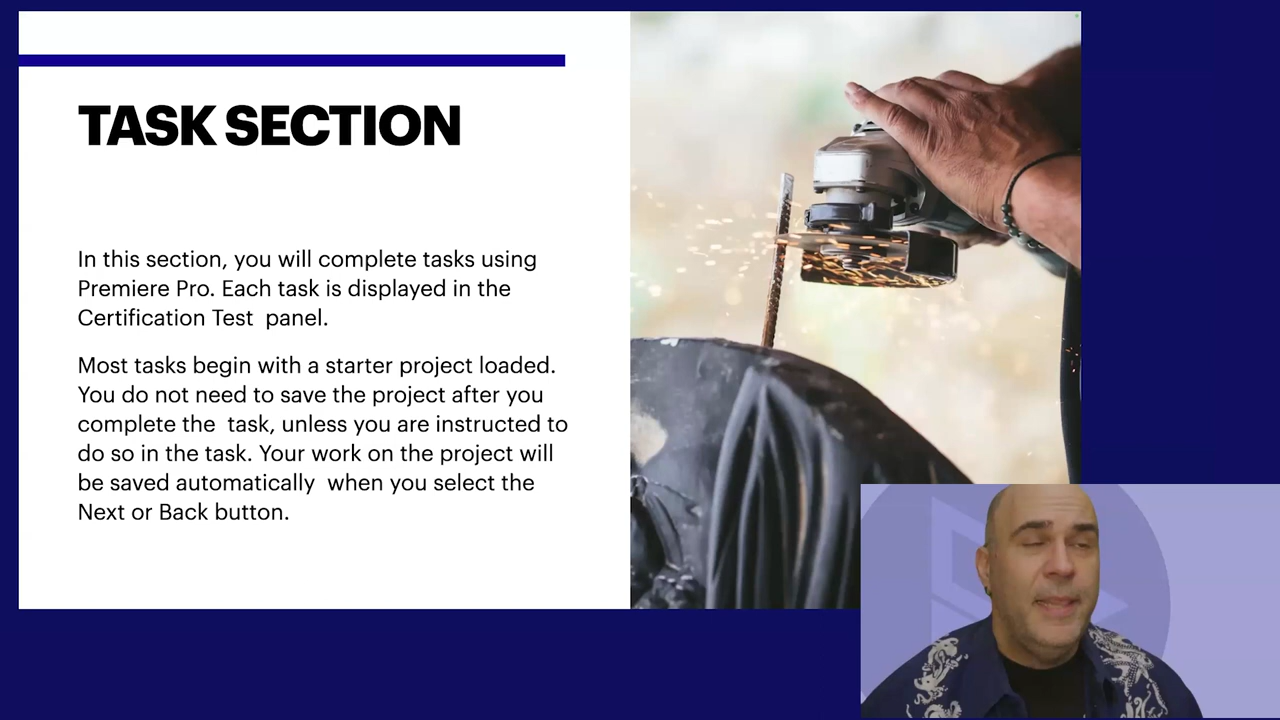 TASK SECTION
In this section, you will complete tasks using
Premiere Pro. Each task is displayed in the
Certification Test  panel.
Most tasks begin with a starter project loaded.
You do not need to save the project after you
complete the  task, unless you are instructed to
do so in the task. Your work on the project will
be saved automatically  when you select the
Next or Back button.